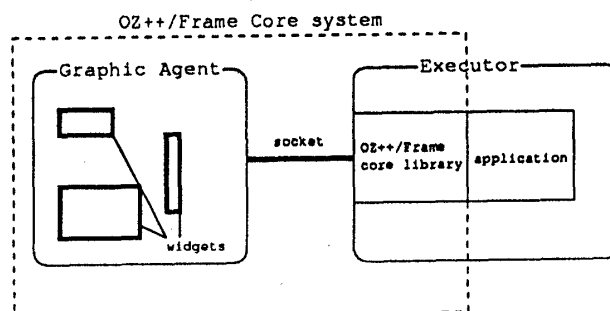 OZ++/Frame Core system
Graphic Agent
Executor
socket
OZ++/Frame
core library
application
widgets